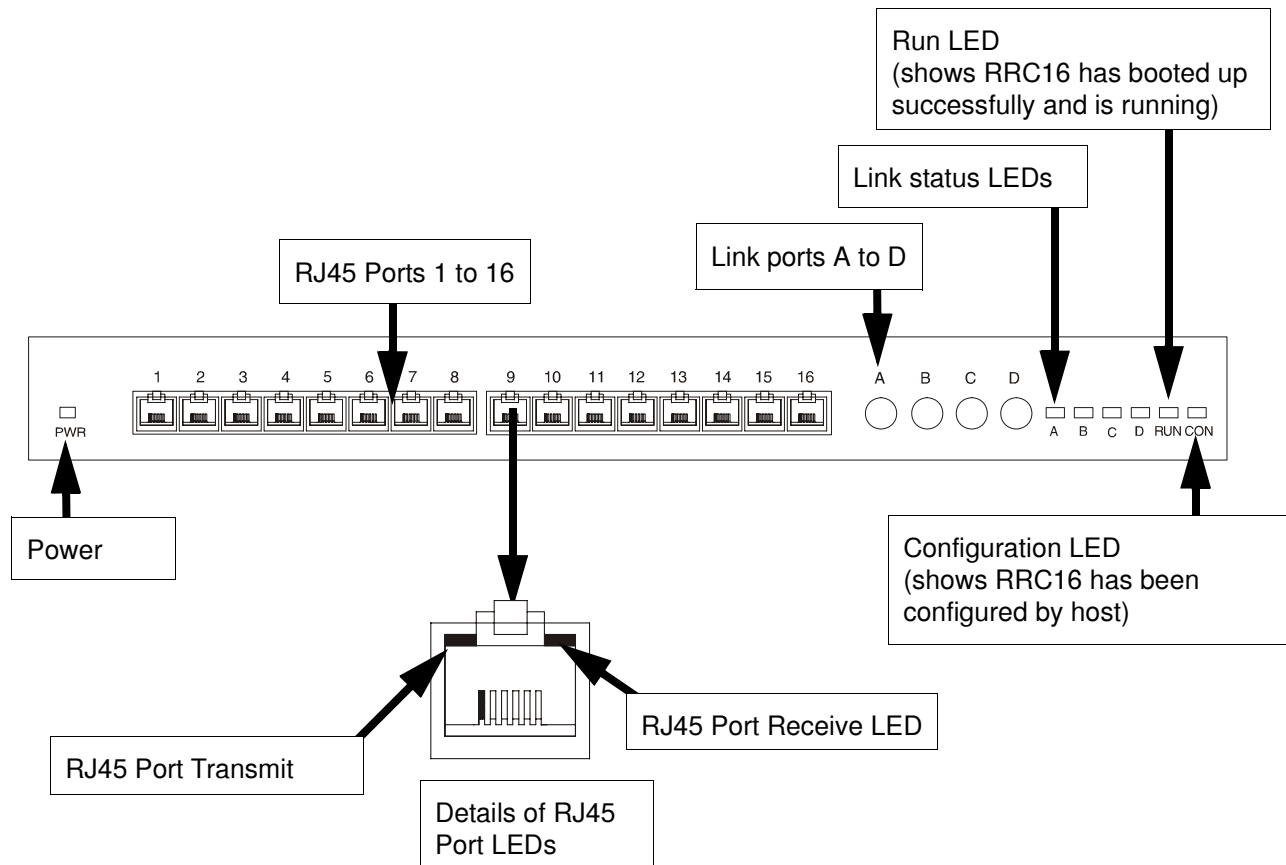 Run LED
(shows RRC16 has booted up
successfully and is running)
Link status LEDs
Link ports A to D
RJ45 Ports 1 to 16
1 2 3 4 5 6 7 8 9 10 11 12 13 14 15 16 A B C D
PWR
A B C D RUN CON
Power
Configuration LED
(shows RRC16 has been
configured by host)
RJ45 Port Receive LED
RJ45 Port Transmit
Details of RJ45
Port LEDs